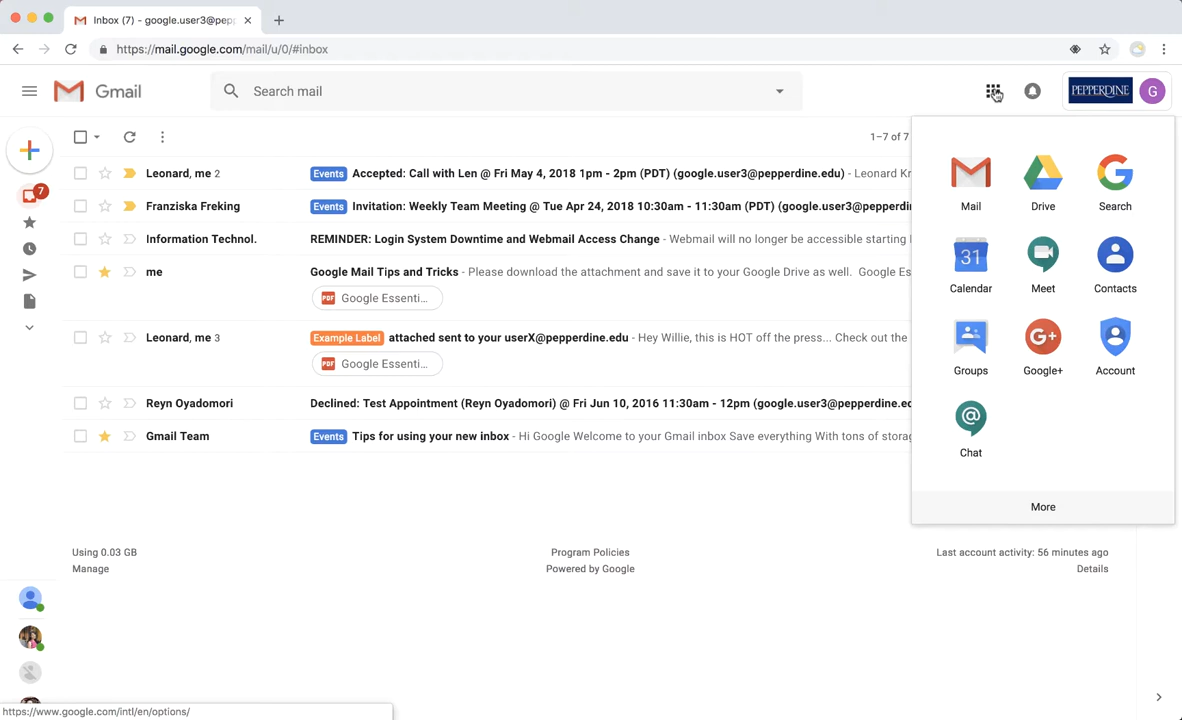 Inbox (7) - google.user3@pepp
https://mail.google.com/mail/u/0/#inbox
Gmail
Search mail
PEPPERDINE
G
1–7 of 7
7
Leonard, me 2
Events
Accepted: Call with Len @ Fri May 4, 2018 1pm - 2pm (PDT) (google.user3@pepperdine.edu) - Leonard Kr
Franziska Freking
Events
Invitation: Weekly Team Meeting @ Tue Apr 24, 2018 10:30am - 11:30am (PDT) (google.user3@pepperdi
Information Technol.
REMINDER: Login System Downtime and Webmail Access Change - Webmail will no longer be accessible starting
me
Google Mail Tips and Tricks - Please download the attachment and save it to your Google Drive as well. Google Es
PDF
Google Essenti...
Leonard, me 3
Example Label
attached sent to your userX@pepperdine.edu - Hey Willie, this is HOT off the press... Check out the
PDF
Google Essenti...
Reyn Oyadomori
Declined: Test Appointment (Reyn Oyadomori) @ Fri Jun 10, 2016 11:30am - 12pm (google.user3@pepperdine.ed
Gmail Team
Events
Tips for using your new inbox - Hi Google Welcome to your Gmail inbox Save everything With tons of storag
Mail
Drive
Search
31
Calendar
Meet
Contacts
Groups
G+
Google+
Account
@
Chat
More
Using 0.03 GB
Manage
Program Policies
Powered by Google
Last account activity: 56 minutes ago
Details
https://www.google.com/intl/en/options/